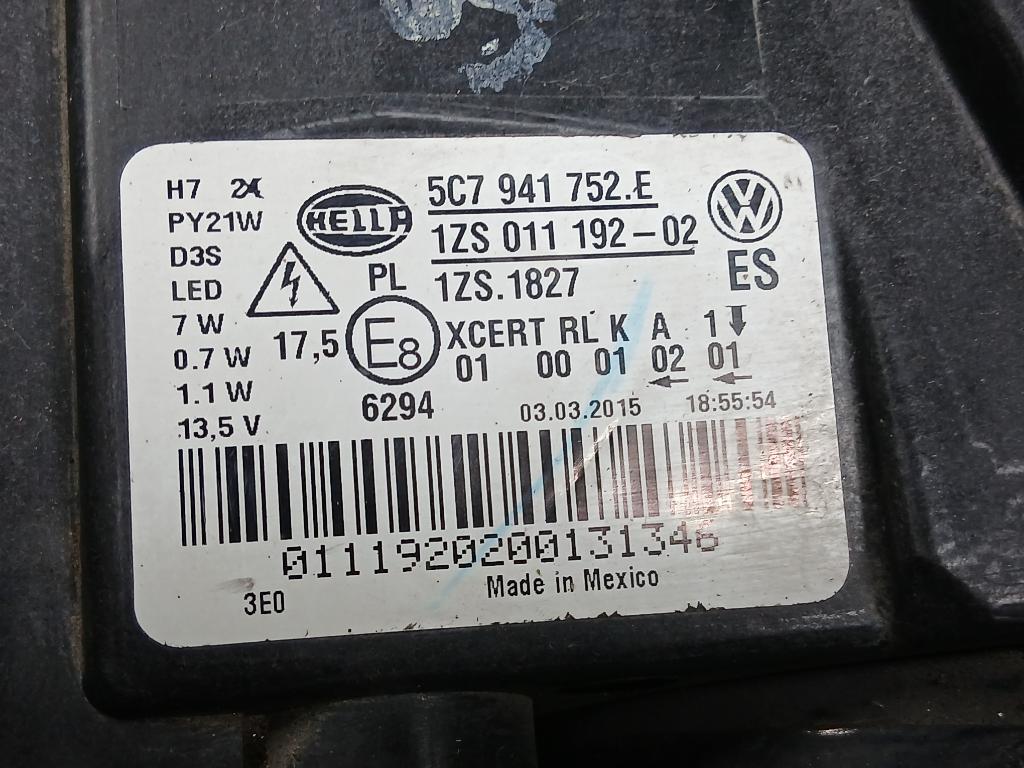 H7 2X
PY21W
D3S
LED
7 W
0.7 W
1.1 W
13,5 V
HELLA
PL
17,5
E8
6294
5C7 941 752.E
1ZS 011 192-02
1ZS.1827
VW
ES
XCERT RL K A 1
01 00 01 02 01
03.03.2015 18:55:54
0111920200131346
Made in Mexico
3E0